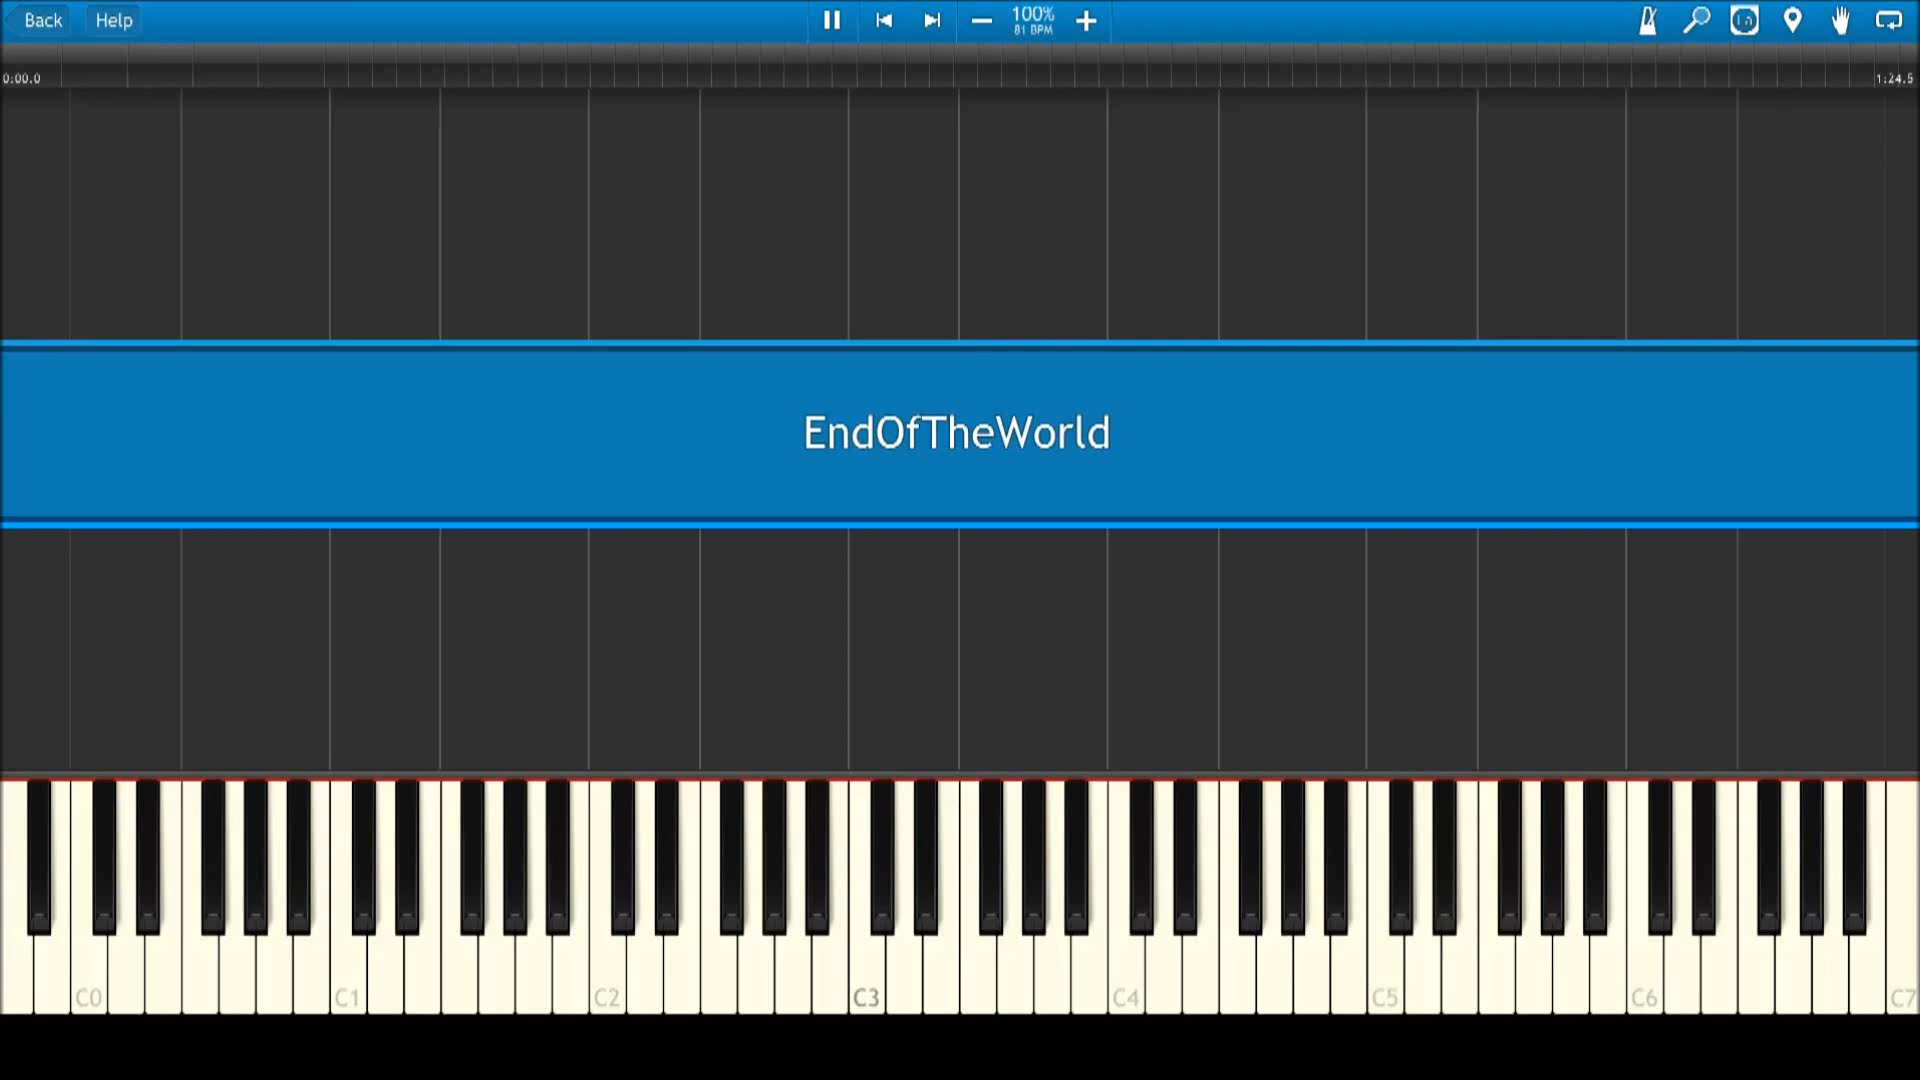 Back Help 100%
81 BPM
0:00.0 1:24.5
EndOfTheWorld
C0 C1 C2 C3 C4 C5 C6 C7